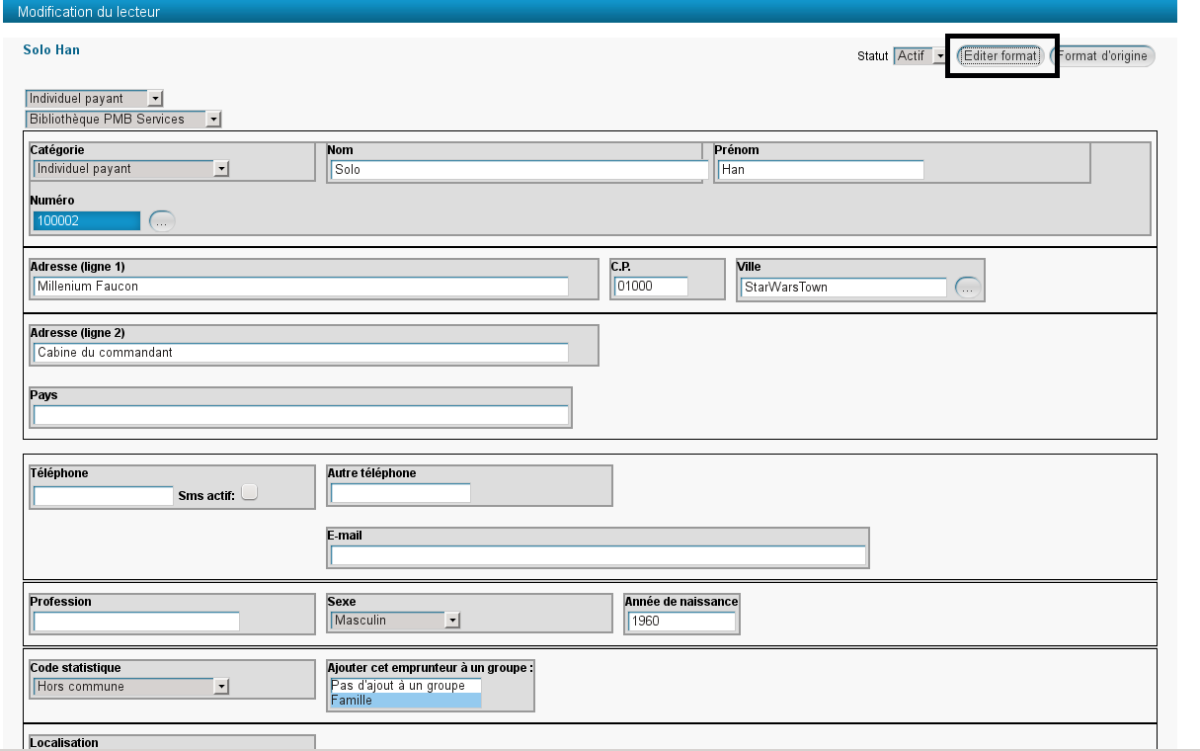 Modification du lecteur
Solo Han
Statut Actif Editer format Format d'origine
Individuel payant
Bibliothèque PMB Services
Catégorie Nom Prénom
Individuel payant Solo Han
Numéro
100002 ...
Adresse (ligne 1) C.P. Ville
Millenium Faucon 01000 StarWarsTown ...
Adresse (ligne 2)
Cabine du commandant
Pays
Téléphone Autre téléphone
Sms actif:
E-mail
Profession Sexe Année de naissance
Masculin 1960
Code statistique Ajouter cet emprunteur à un groupe :
Hors commune Pas d'ajout à un groupe
Famille
Localisation